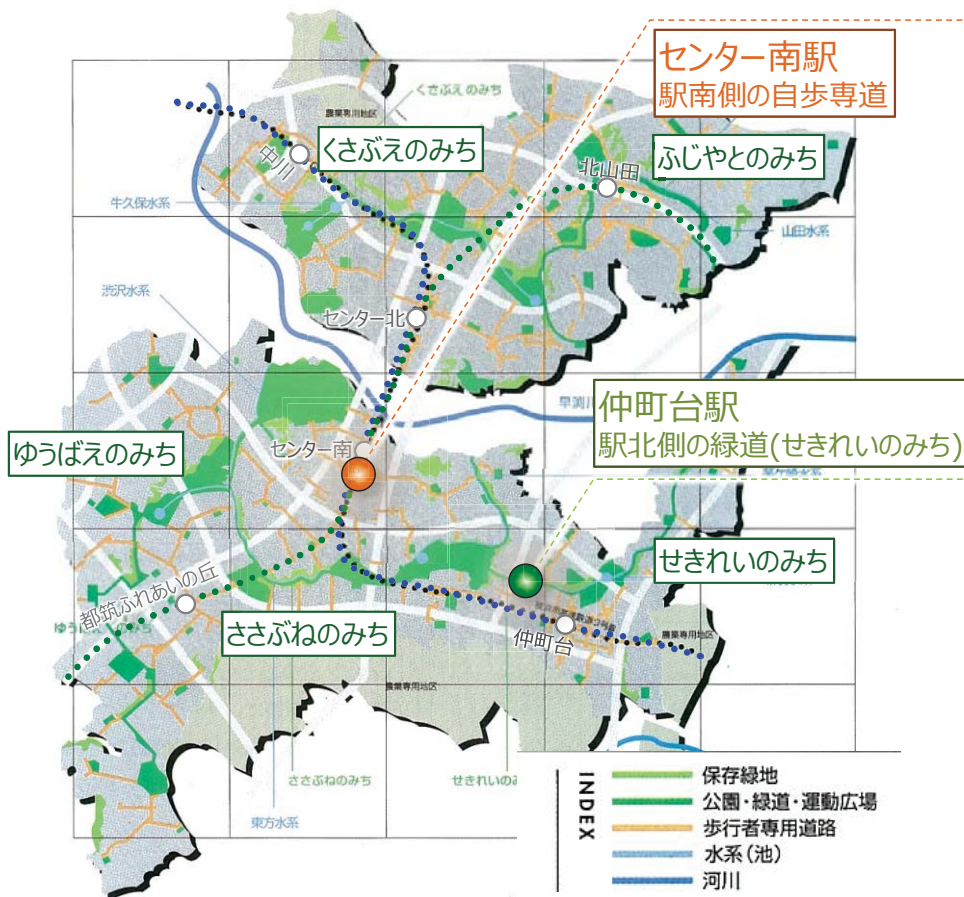 センター南駅
駅南側の自歩専道
くさぶえのみち
農業専用地区
くさぶえのみち
ふじやとのみち
中川
北山田
牛久保水系
山田水系
渋沢水系
センター北
早渕川
仲町台駅
駅北側の緑道(せきれいのみち)
センター南
ゆうばえのみち
せきれいのみち
都筑ふれあいの丘
ささぶねのみち
仲町台
農業専用地区
農業専用地区
ささぶねのみち
せきれいの
東方水系
INDEX
保存緑地
公園・緑道・運動広場
歩行者専用道路
水系(池)
河川